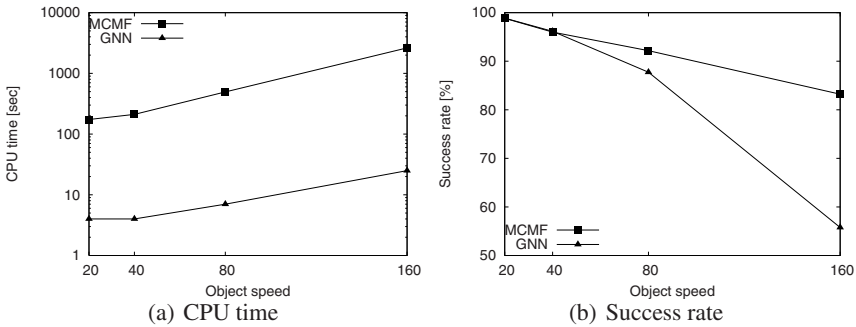 10000
1000
100
10
1
CPU time [sec]
MCMF
GNN
20 40 80 160
Object speed
(a) CPU time
100
90
80
70
60
50
Success rate [%]
MCMF
GNN
20 40 80 160
Object speed
(b) Success rate